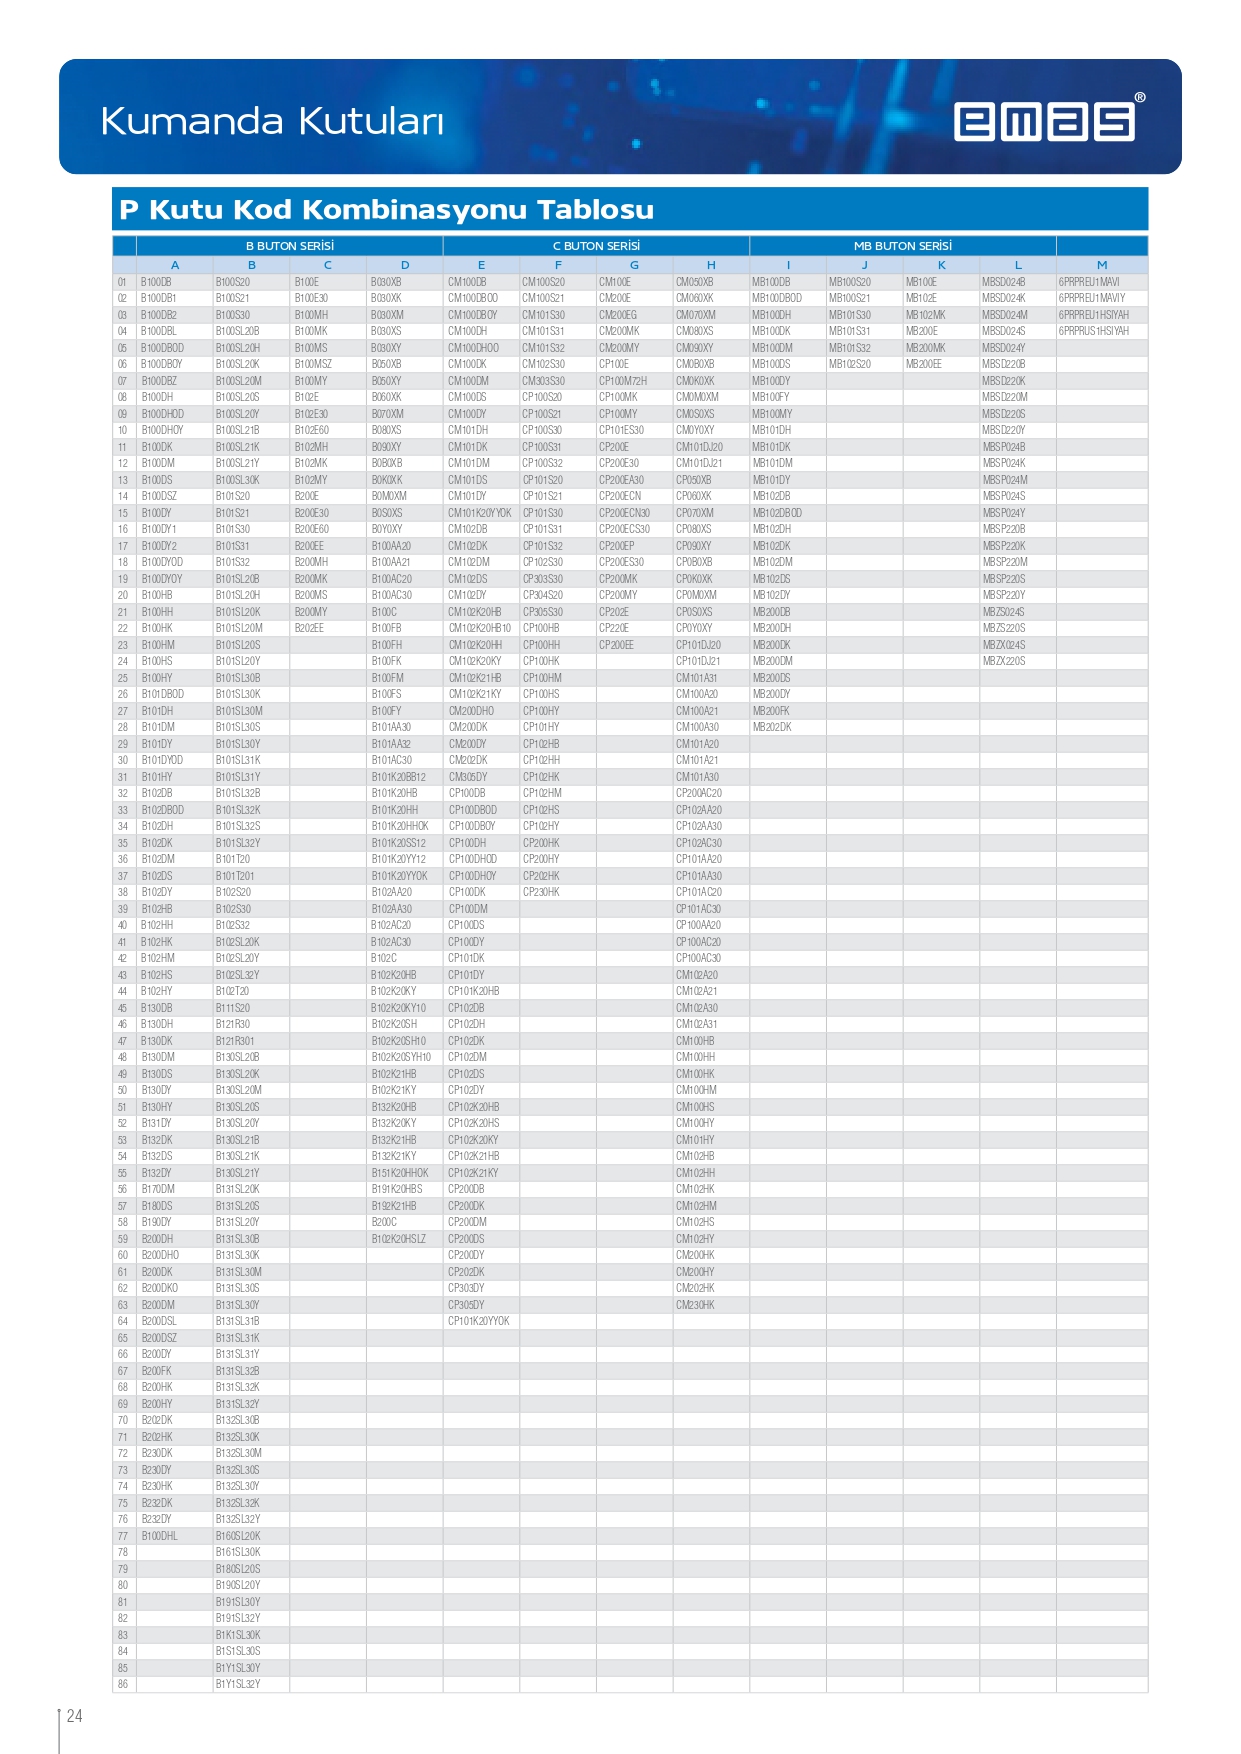 Kumanda Kutuları
emas®
P Kutu Kod Kombinasyonu Tablosu
B BUTON SERİSİ C BUTON SERİSİ MB BUTON SERİSİ
A B C D E F G H I J K L M
01 B100DB B100S20 B100E B030XB CM100DB CM100S20 CM100E CM050XB MB100DB MB100S20 MB100E MBSD024B 6PRPREU1MAVI
02 B100DB1 B100S21 B100E30 B030XK CM100DBOO CM100S21 CM200E CM060XK MB100DBOD MB100S21 MB102E MBSD024K 6PRPREU1MAVIY
03 B100DB2 B100S30 B100MH B030XM CM100DBOY CM101S30 CM200EG CM070XM MB100DH MB101S30 MB102MK MBSD024M 6PRPREU1HSIYAH
04 B100DBL B100SL20B B100MK B030XS CM100DH CM101S31 CM200MK CM080XS MB100DK MB101S31 MB200E MBSD024S 6PRPRUS1HSIYAH
05 B100DBOD B100SL20H B100MS B030XY CM100DHOO CM101S32 CM200MY CM090XY MB100DM MB101S32 MB200MK MBSD024Y
06 B100DBOY B100SL20K B100MSZ B050XB CM100DK CM102S30 CP100E CM0B0XB MB100DS MB102S20 MB200EE MBSD220B
07 B100DBZ B100SL20M B100MY B050XY CM100DM CM303S30 CP100M72H CM0K0XK MB100DY MBSD220K
08 B100DH B100SL20S B102E B060XK CM100DS CP100S20 CP100MK CM0M0XM MB100FY MBSD220M
09 B100DHOD B100SL20Y B102E30 B070XM CM100DY CP100S21 CP100MY CM0S0XS MB100MY MBSD220S
10 B100DHOY B100SL21B B102E60 B080XS CM101DH CP100S30 CP101ES30 CM0Y0XY MB101DH MBSD220Y
11 B100DK B100SL21K B102MH B090XY CM101DK CP100S31 CP200E CM101DJ20 MB101DK MBSP024B
12 B100DM B100SL21Y B102MK B0B0XB CM101DM CP100S32 CP200E30 CM101DJ21 MB101DM MBSP024K
13 B100DS B100SL30K B102MY B0K0XK CM101DS CP101S20 CP200EA30 CP050XB MB101DY MBSP024M
14 B100DSZ B101S20 B200E B0M0XM CM101DY CP101S21 CP200ECN CP060XK MB102DB MBSP024S
15 B100DY B101S21 B200E30 B0S0XS CM101K20YYOK CP101S30 CP200ECN30 CP070XM MB102DBOD MBSP024Y
16 B100DY1 B101S30 B200E60 B0Y0XY CM102DB CP101S31 CP200ECS30 CP080XS MB102DH MBSP220B
17 B100DY2 B101S31 B200EE B100AA20 CM102DK CP101S32 CP200EP CP090XY MB102DK MBSP220K
18 B100DYOD B101S32 B200MH B100AA21 CM102DM CP102S30 CP200ES30 CP0B0XB MB102DM MBSP220M
19 B100DYOY B101SL20B B200MK B100AC20 CM102DS CP303S30 CP200MK CP0K0XK MB102DS MBSP220S
20 B100HB B101SL20H B200MS B100AC30 CM102DY CP304S20 CP200MY CP0M0XM MB102DY MBSP220Y
21 B100HH B101SL20K B200MY B100C CM102K20HB CP305S30 CP202E CP0S0XS MB200DB MBZS024S
22 B100HK B101SL20M B202EE B100FB CM102K20HB10 CP100HB CP220E CP0Y0XY MB200DH MBZS220S
23 B100HM B101SL20S B100FH CM102K20HH CP100HH CP200EE CP101DJ20 MB200DK MBZX024S
24 B100HS B101SL20Y B100FK CM102K20KY CP100HK CP101DJ21 MB200DM MBZX220S
25 B100HY B101SL30B B100FM CM102K21HB CP100HM CM101A31 MB200DS
26 B101DBOD B101SL30K B100FS CM102K21KY CP100HS CM100A20 MB200DY
27 B101DH B101SL30M B100FY CM200DHO CP100HY CM100A21 MB200FK
28 B101DM B101SL30S B101AA30 CM200DK CP101HY CM100A30 MB202DK
29 B101DY B101SL30Y B101AA32 CM200DY CP102HB CM101A20
30 B101DYOD B101SL31K B101AC30 CM202DK CP102HH CM101A21
31 B101HY B101SL31Y B101K20BB12 CM305DY CP102HK CM101A30
32 B102DB B101SL32B B101K20HB CP100DB CP102HM CP200AC20
33 B102DBOD B101SL32K B101K20HH CP100DBOD CP102HS CP102AA20
34 B102DH B101SL32S B101K20HHOK CP100DBOY CP102HY CP102AA30
35 B102DK B101SL32Y B101K20SS12 CP100DH CP200HK CP102AC30
36 B102DM B101T20 B101K20YY12 CP100DHOD CP200HY CP101AA20
37 B102DS B101T201 B101K20YYOK CP100DHOY CP202HK CP101AA30
38 B102DY B102S20 B102AA20 CP100DK CP230HK CP101AC20
39 B102HB B102S30 B102AA30 CP100DM CP101AC30
40 B102HH B102S32 B102AC20 CP100DS CP100AA20
41 B102HK B102SL20K B102AC30 CP100DY CP100AC20
42 B102HM B102SL20Y B102C CP101DK CP100AC30
43 B102HS B102SL32Y B102K20HB CP101DY CM102A20
44 B102HY B102T20 B102K20KY CP101K20HB CM102A21
45 B130DB B111S20 B102K20KY10 CP102DB CM102A30
46 B130DH B121R30 B102K20SH CP102DH CM102A31
47 B130DK B121R301 B102K20SH10 CP102DK CM100HB
48 B130DM B130SL20B B102K20SYH10 CP102DM CM100HH
49 B130DS B130SL20K B102K21HB CP102DS CM100HK
50 B130DY B130SL20M B102K21KY CP102DY CM100HM
51 B130HY B130SL20S B132K20HB CP102K20HB CM100HS
52 B131DY B130SL20Y B132K20KY CP102K20HS CM100HY
53 B132DK B130SL21B B132K21HB CP102K20KY CM101HY
54 B132DS B130SL21K B132K21KY CP102K21HB CM102HB
55 B132DY B130SL21Y B151K20HHOK CP102K21KY CM102HH
56 B170DM B131SL20K B191K20HBS CP200DB CM102HK
57 B180DS B131SL20S B192K21HB CP200DK CM102HM
58 B190DY B131SL20Y B200C CP200DM CM102HS
59 B200DH B131SL30B B102K20HSLZ CP200DS CM102HY
60 B200DHO B131SL30K CP200DY CM200HK
61 B200DK B131SL30M CP202DK CM200HY
62 B200DKO B131SL30S CP303DY CM202HK
63 B200DM B131SL30Y CP305DY CM230HK
64 B200DSL B131SL31B CP101K20YYOK
65 B200DSZ B131SL31K
66 B200DY B131SL31Y
67 B200FK B131SL32B
68 B200HK B131SL32K
69 B200HY B131SL32Y
70 B202DK B132SL30B
71 B202HK B132SL30K
72 B230DK B132SL30M
73 B230DY B132SL30S
74 B230HK B132SL30Y
75 B232DK B132SL32K
76 B232DY B132SL32Y
77 B100DHL B160SL20K
78 B161SL30K
79 B180SL20S
80 B190SL20Y
81 B191SL30Y
82 B191SL32Y
83 B1K1SL30K
84 B1S1SL30S
85 B1Y1SL30Y
86 B1Y1SL32Y
24